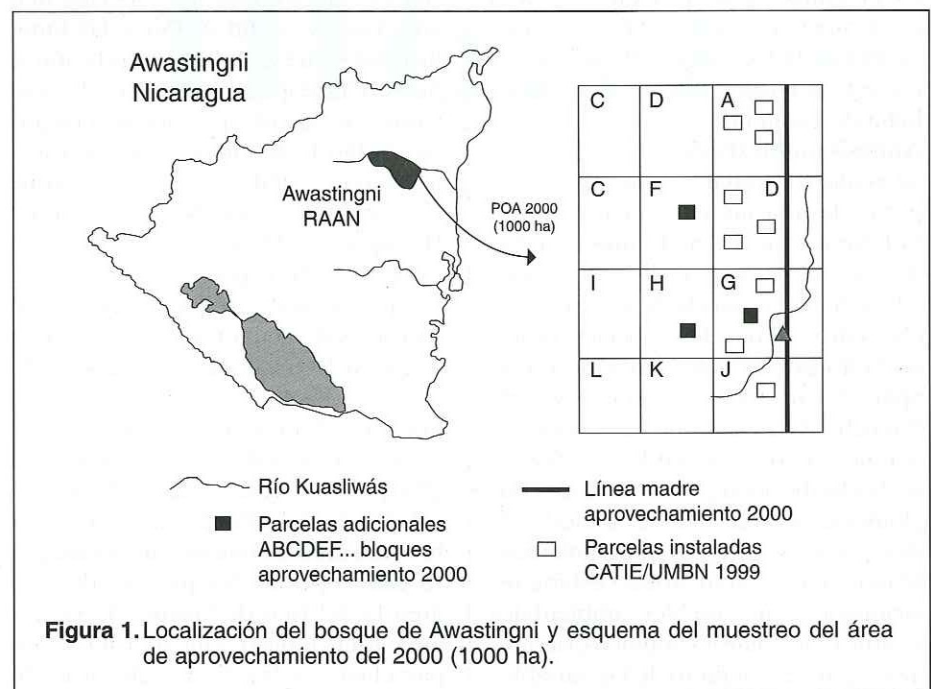 Awastingni
Nicaragua
Awastingni
RAAN
POA 2000
(1000 ha)
C D A
C F D
I H G
L K J
Río Kuasliwás
Parcelas adicionales
ABCDEF... bloques
aprovechamiento 2000
Línea madre
aprovechamiento 2000
Parcelas instaladas
CATIE/UMBN 1999
Figura 1. Localización del bosque de Awastingni y esquema del muestreo del área
de aprovechamiento del 2000 (1000 ha).